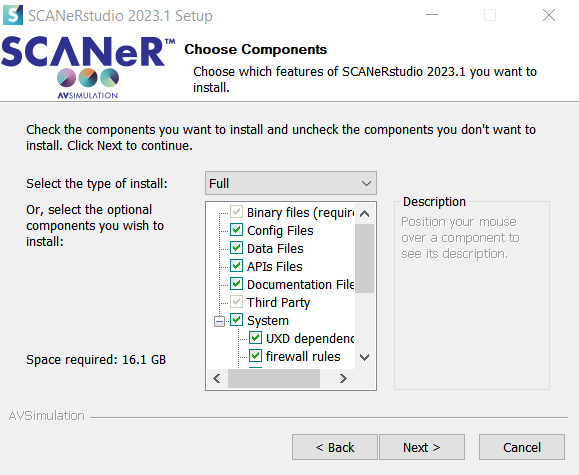 SCANeRstudio 2023.1 Setup
SCANeR™
AVSIMULATION
Choose Components
Choose which features of SCANeRstudio 2023.1 you want to
install.
Check the components you want to install and uncheck the components you don't want to
install. Click Next to continue.
Select the type of install:
Full
Or, select the optional
components you wish to
install:
Binary files (require
Config Files
Data Files
APIs Files
Documentation File
Third Party
System
UXD dependenc
firewall rules
Description
Position your mouse
over a component to
see its description.
Space required: 16.1 GB
AVSimulation
< Back
Next >
Cancel